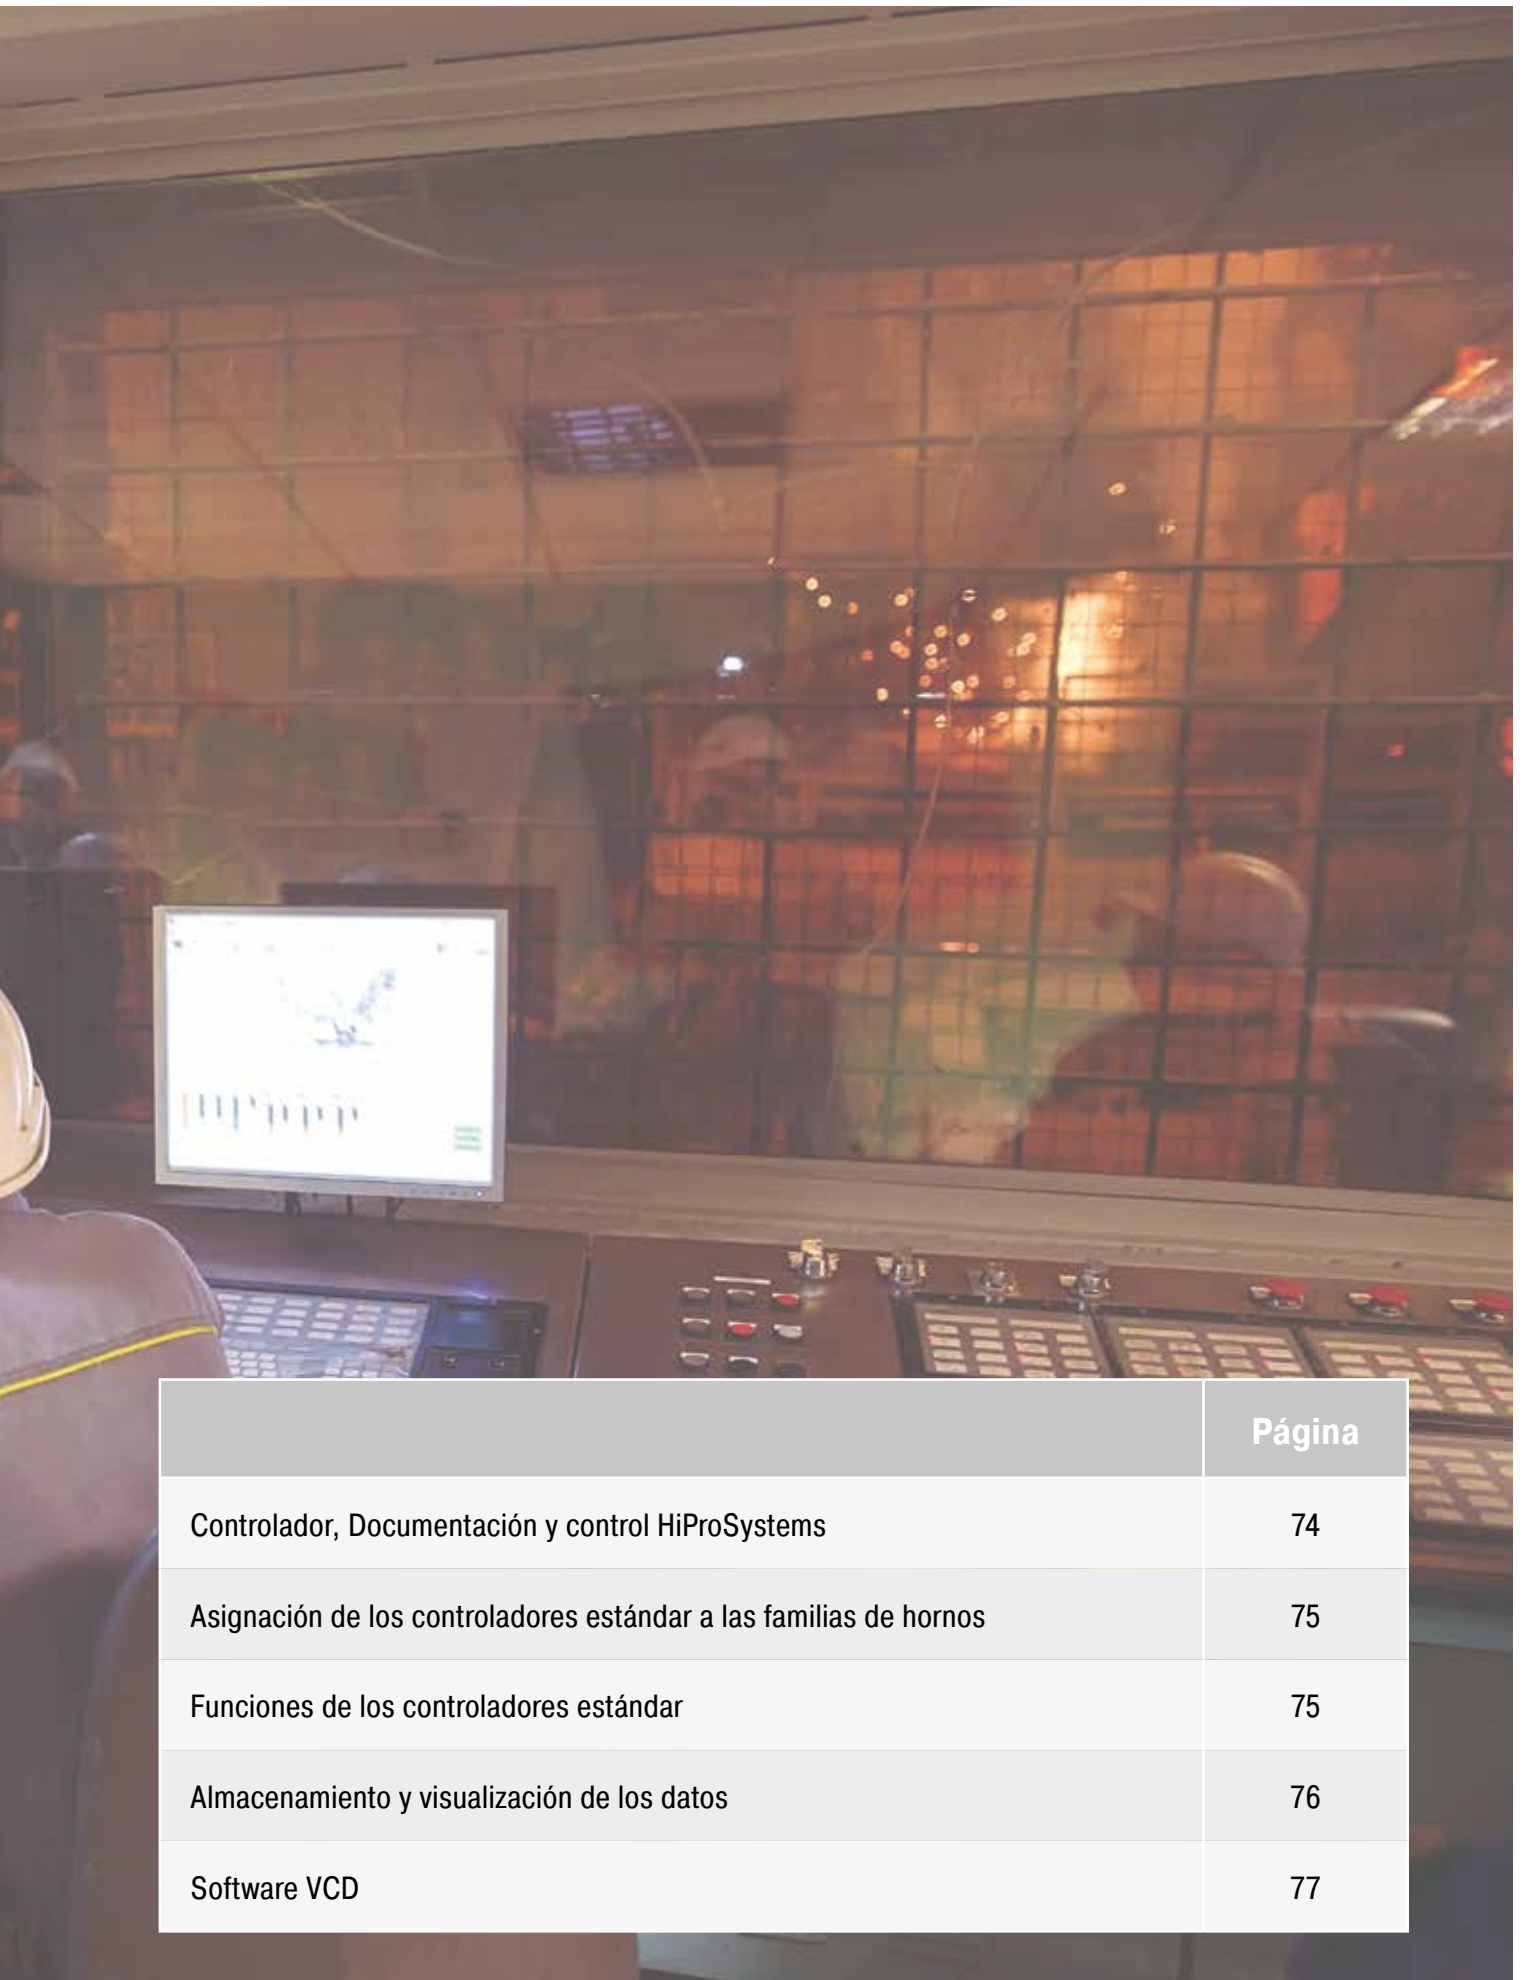 Página
Controlador, Documentación y control HiProSystems 74
Asignación de los controladores estándar a las familias de hornos 75
Funciones de los controladores estándar 75
Almacenamiento y visualización de los datos 76
Software VCD 77